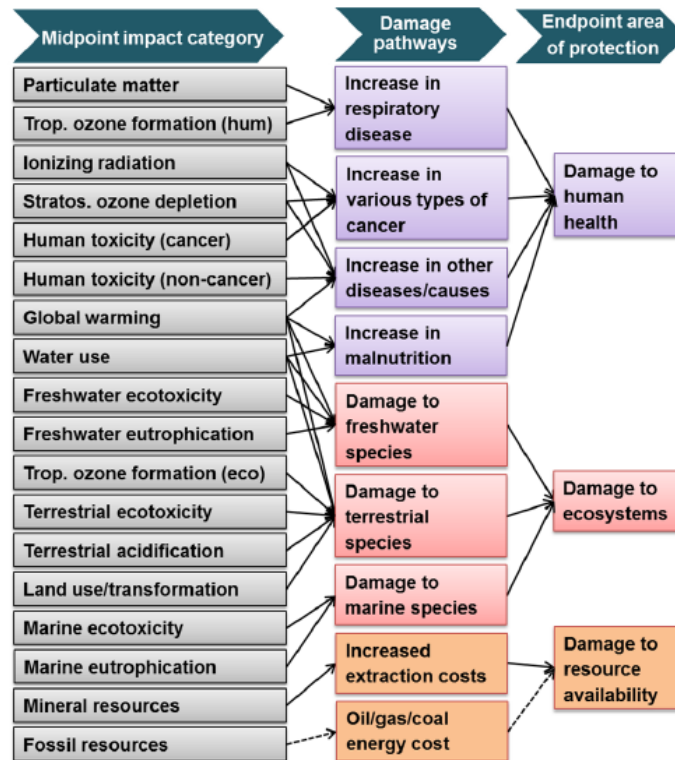 Midpoint impact category
Damage
pathways
Endpoint area
of protection
Particulate matter
Trop. ozone formation (hum)
Ionizing radiation
Stratos. ozone depletion
Human toxicity (cancer)
Human toxicity (non-cancer)
Global warming
Water use
Freshwater ecotoxicity
Freshwater eutrophication
Trop. ozone formation (eco)
Terrestrial ecotoxicity
Terrestrial acidification
Land use/transformation
Marine ecotoxicity
Marine eutrophication
Mineral resources
Fossil resources
Increase in
respiratory
disease
Increase in
various types of
cancer
Increase in other
diseases/causes
Increase in
malnutrition
Damage to
freshwater
species
Damage to
terrestrial
species
Damage to
marine species
Increased
extraction costs
Oil/gas/coal
energy cost
Damage to
human
health
Damage to
ecosystems
Damage to
resource
availability